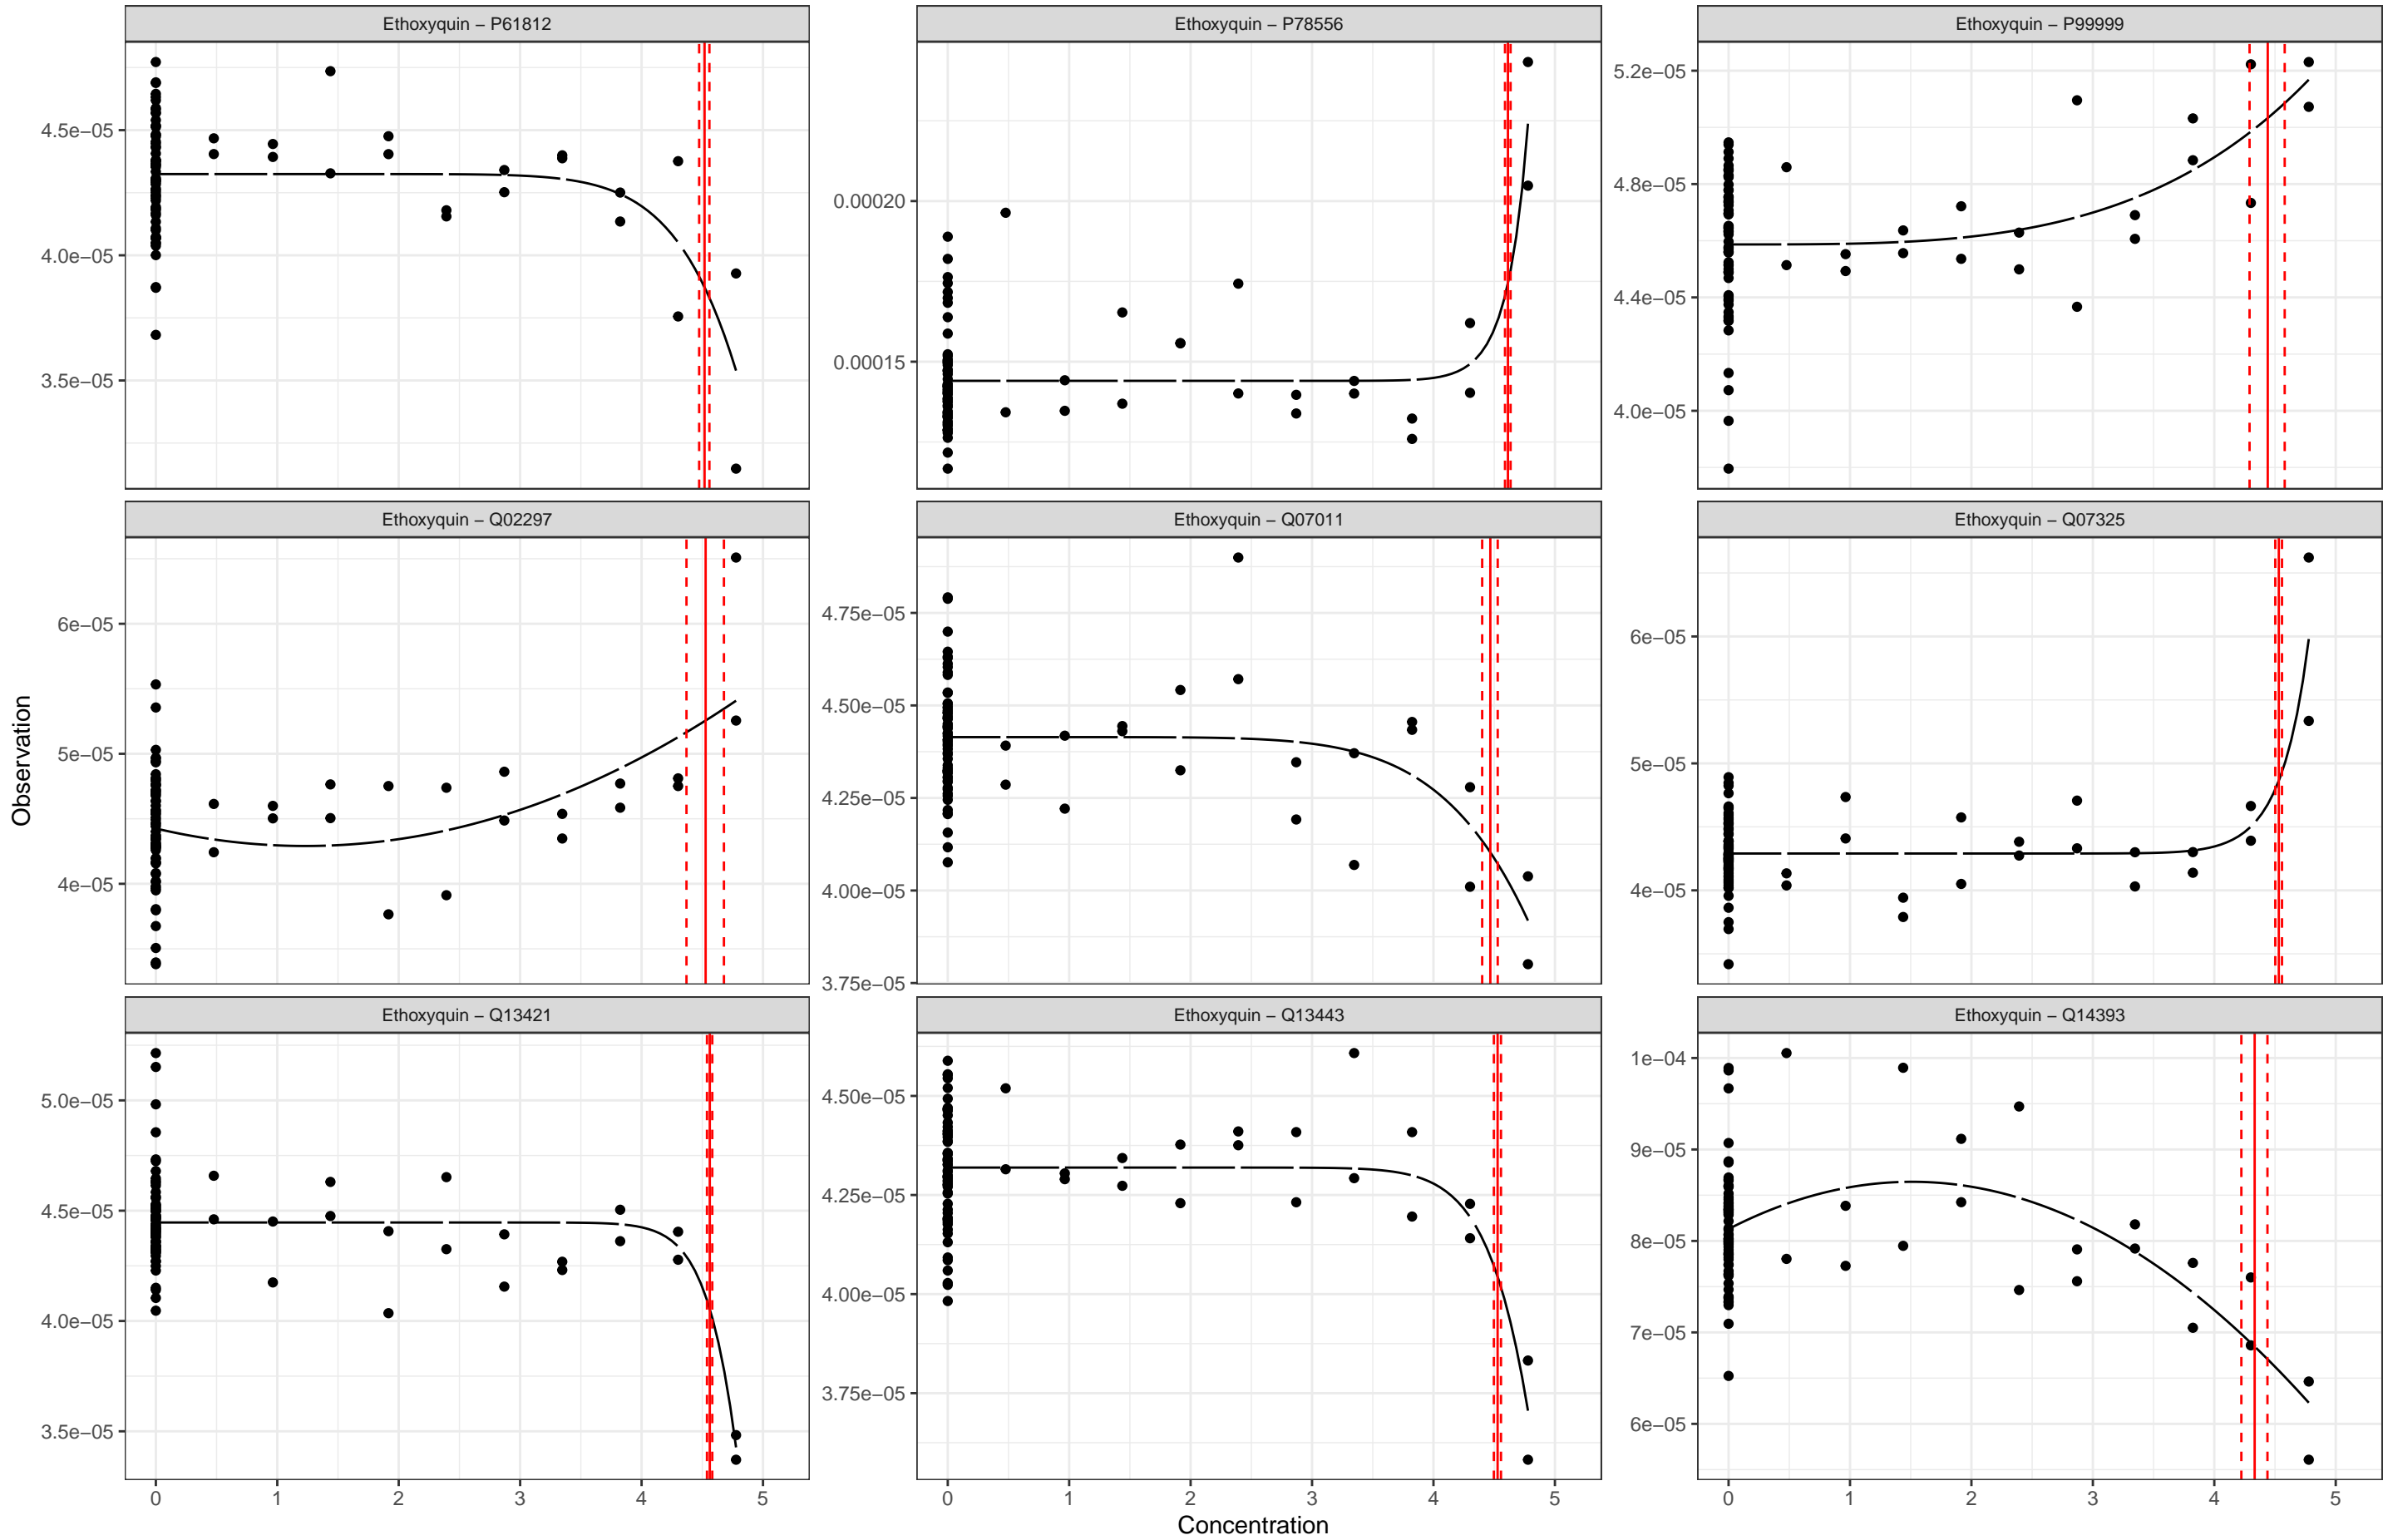 Ethoxyquin − P61812
Ethoxyquin − P78556
Ethoxyquin − P99999
4.5e−05
4.0e−05
3.5e−05
0.00020
0.00015
5.2e−05
4.8e−05
4.4e−05
4.0e−05
Ethoxyquin − Q02297
Ethoxyquin − Q07011
Ethoxyquin − Q07325
6e−05
5e−05
4e−05
4.75e−05
4.50e−05
4.25e−05
4.00e−05
3.75e−05
6e−05
5e−05
4e−05
Observation
Ethoxyquin − Q13421
Ethoxyquin − Q13443
Ethoxyquin − Q14393
5.0e−05
4.5e−05
4.0e−05
3.5e−05
4.50e−05
4.25e−05
4.00e−05
3.75e−05
1e−04
9e−05
8e−05
7e−05
6e−05
0 1 2 3 4 5
0 1 2 3 4 5
0 1 2 3 4 5
Concentration